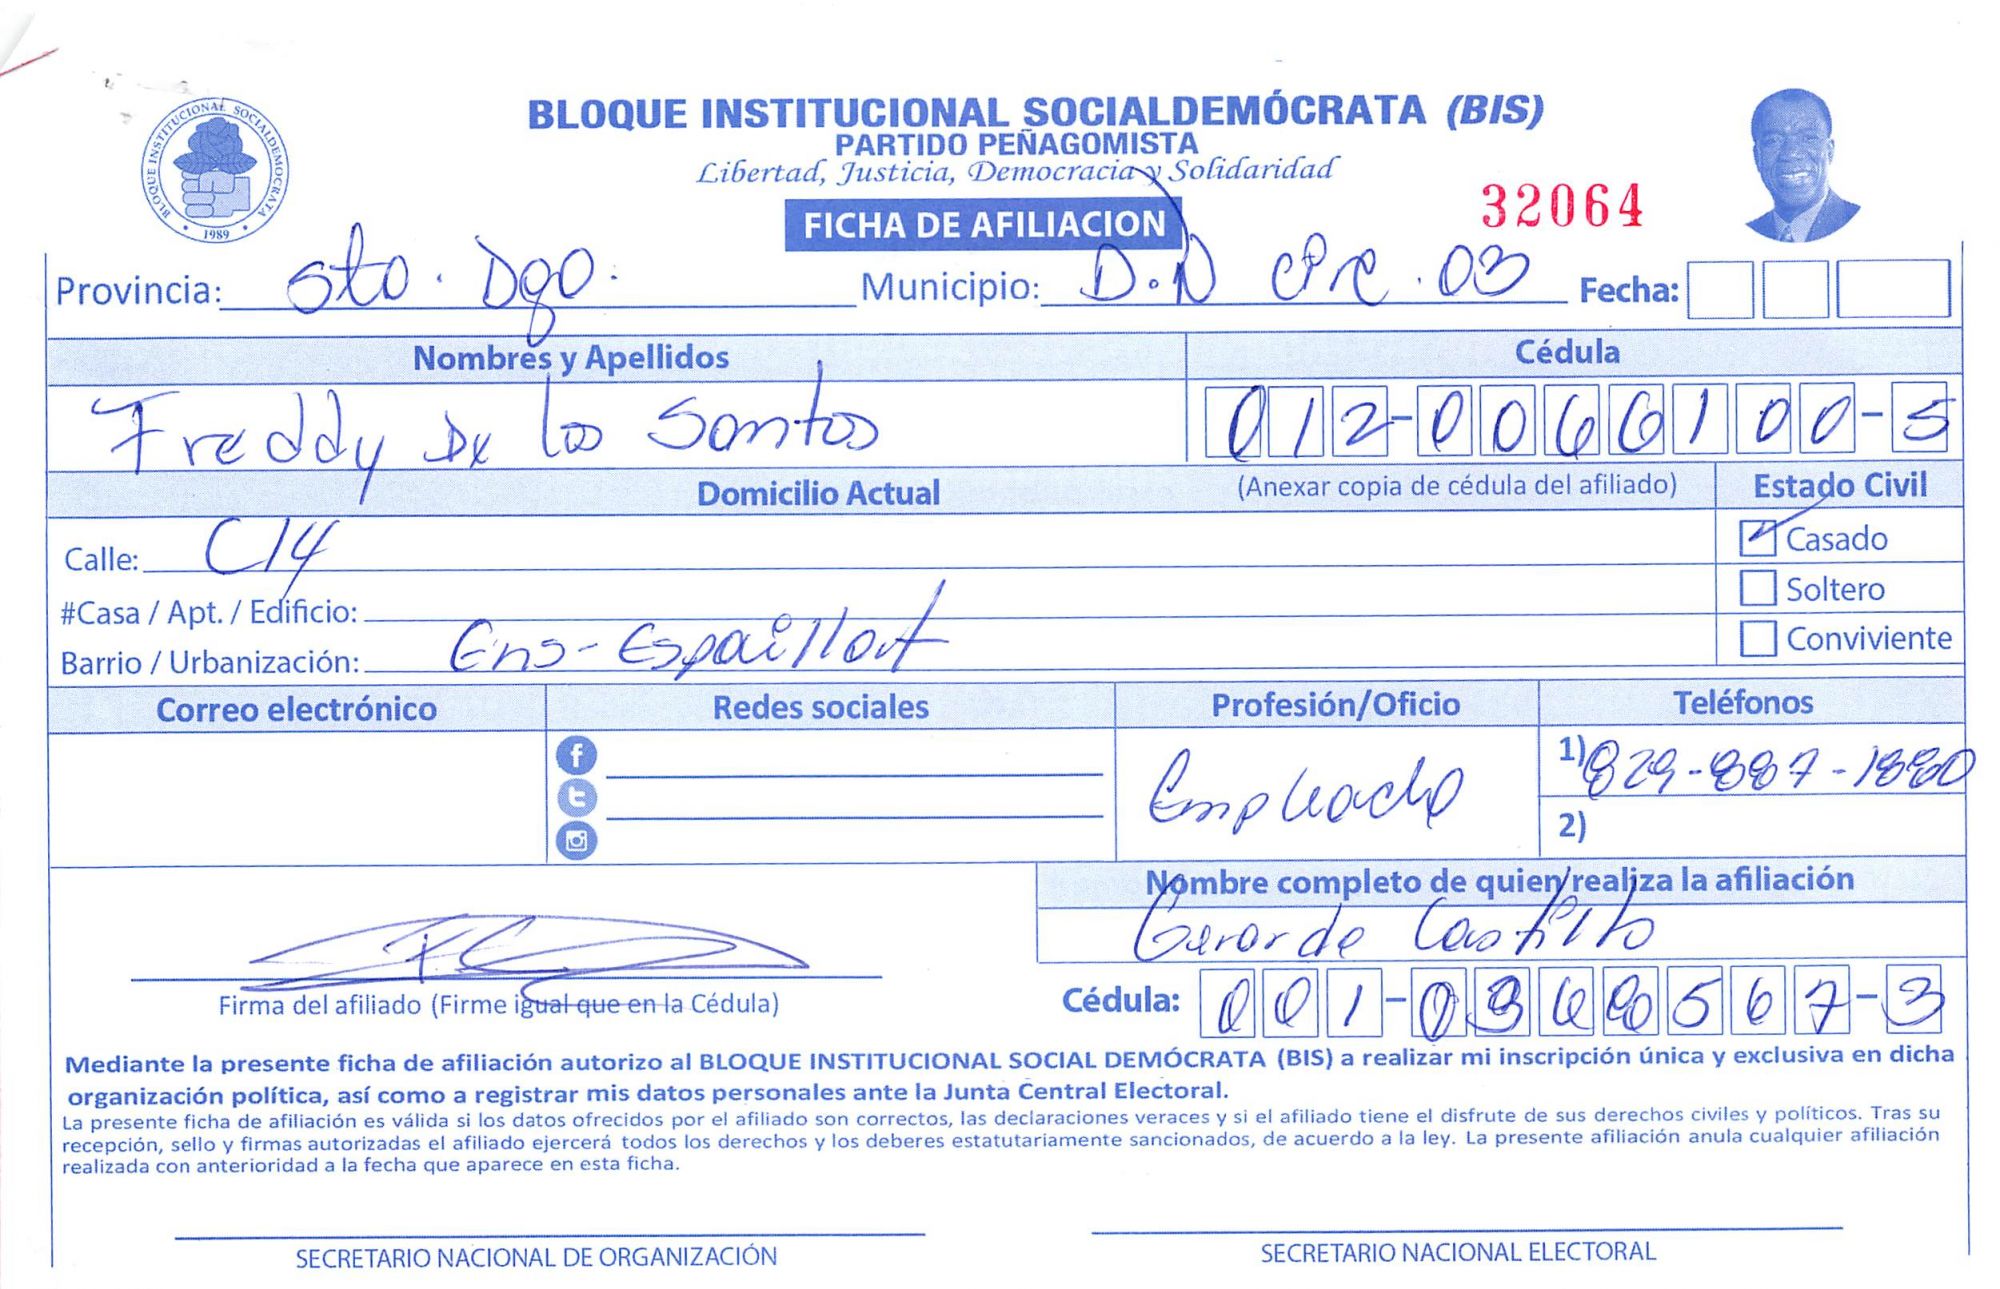 BLOQUE INSTITUCIONAL SOCIALDEMÓCRATA (BIS)
PARTIDO PEÑAGOMISTA
Libertad, Justicia, Democracia y Solidaridad
BLOQUE INSTITUCIONAL SOCIALDEMOCRATA
1989
32064
FICHA DE AFILIACION
Provincia: Sto. Dgo. Municipio: D.N Circ. 03 Fecha:
Nombres y Apellidos Cédula
Freddy De los Santos 012-0066100-5
Domicilio Actual (Anexar copia de cédula del afiliado) Estado Civil
Calle: C14 Casado
#Casa / Apt. / Edificio: Soltero
Barrio / Urbanización: Ens-Espaillat Conviviente
Correo electrónico Redes sociales Profesión/Oficio Teléfonos
Empleado 1) 829-887-1880
2)
Nombre completo de quien realiza la afiliación
Gerardo Castillo
Firma del afiliado (Firme igual que en la Cédula) Cédula: 001-0368567-3
Mediante la presente ficha de afiliación autorizo al BLOQUE INSTITUCIONAL SOCIAL DEMÓCRATA (BIS) a realizar mi inscripción única y exclusiva en dicha
organización política, así como a registrar mis datos personales ante la Junta Central Electoral.
La presente ficha de afiliación es válida si los datos ofrecidos por el afiliado son correctos, las declaraciones veraces y si el afiliado tiene el disfrute de sus derechos civiles y políticos. Tras su
recepción, sello y firmas autorizadas el afiliado ejercerá todos los derechos y los deberes estatutariamente sancionados, de acuerdo a la ley. La presente afiliación anula cualquier afiliación
realizada con anterioridad a la fecha que aparece en esta ficha.
SECRETARIO NACIONAL DE ORGANIZACIÓN SECRETARIO NACIONAL ELECTORAL